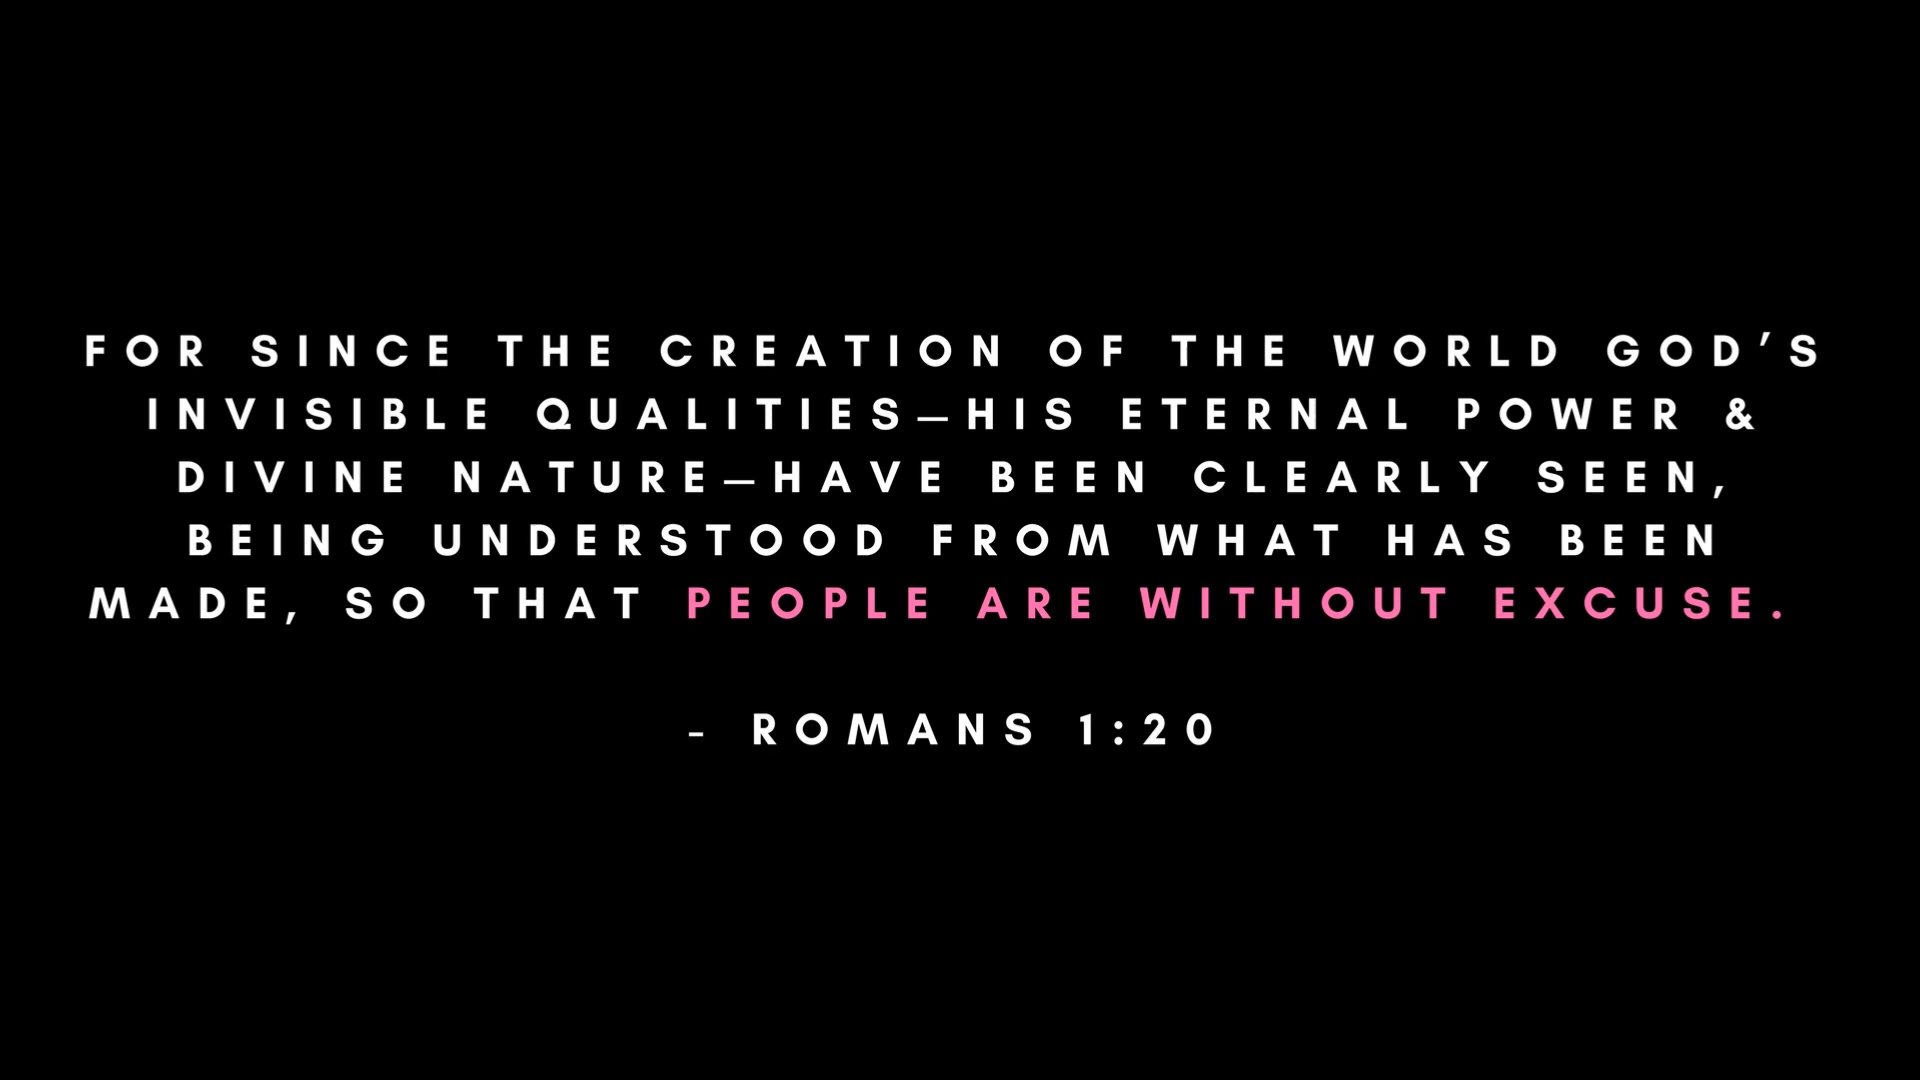 FOR SINCE THE CREATION OF THE WORLD GOD’S
INVISIBLE QUALITIES—HIS ETERNAL POWER &
DIVINE NATURE—HAVE BEEN CLEARLY SEEN,
BEING UNDERSTOOD FROM WHAT HAS BEEN
MADE, SO THAT PEOPLE ARE WITHOUT EXCUSE.
- ROMANS 1:20